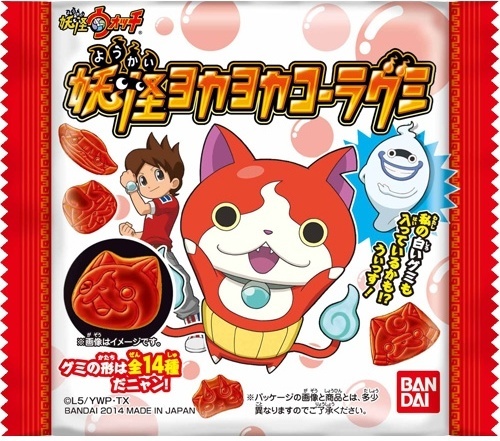 妖怪ウォッチ
ようかい
妖怪ヨカヨカコーラグミ
私の白いグミも
入っているかも!?
ういっす!
※画像はイメージです。
グミの形は全14種
だニャン!
©L5/YWP・TX
BANDAI 2014 MADE IN JAPAN
※パッケージの画像と商品とは、多少
異なりますのでご了承ください。
BAN
DAI